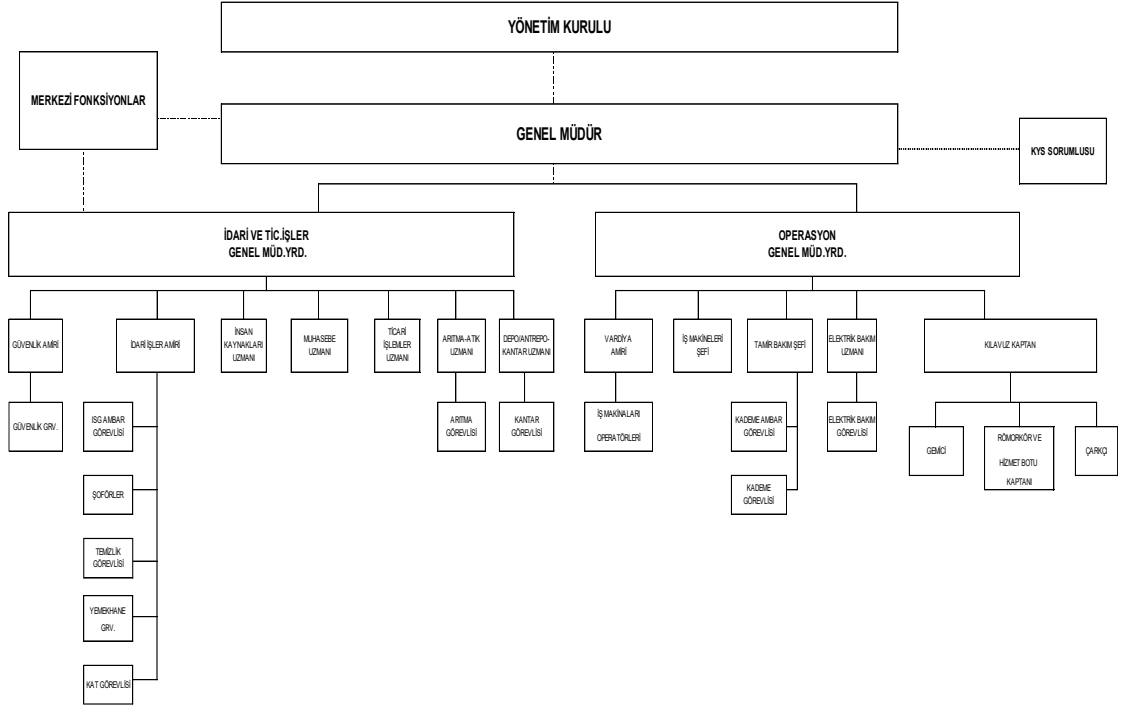 YÖNETİM KURULU
MERKEZİ FONKSİYONLAR
GENEL MÜDÜR
KYS SORUMLUSU
İDARİ VE TİC.İŞLER
GENEL MÜD.YRD.
OPERASYON
GENEL MÜD.YRD.
GÜVENLİK AMİRİ
İDARİ İŞLER AMİRİ
İNSAN
KAYNAKLARI
UZMANI
MUHASEBE
UZMANI
TİCARİ
İŞLEMLER
UZMANI
ARITMA-ATIK
UZMANI
DEPO/ANTREPO-
KANTAR UZMANI
VARDİYA
AMİRİ
İŞ MAKİNELERİ
ŞEFİ
TAMİR BAKIM ŞEFİ
ELEKTRİK BAKIM
UZMANI
KILAVUZ KAPTAN
GÜVENLİK GRV.
ISG AMBAR
GÖREVLİSİ
ARITMA
GÖREVLİSİ
KANTAR
GÖREVLİSİ
İŞ MAKİNALARI
OPERATÖRLERİ
KADEME AMBAR
GÖREVLİSİ
ELEKTRİK BAKIM
GÖREVLİSİ
GEMİCİ
RÖMORKÖR VE
HİZMET BOTU
KAPTANI
ÇARKÇI
ŞOFÖRLER
KADEME
GÖREVLİSİ
TEMİZLİK
GÖREVLİSİ
YEMEKHANE
GRV.
KAT GÖREVLİSİ